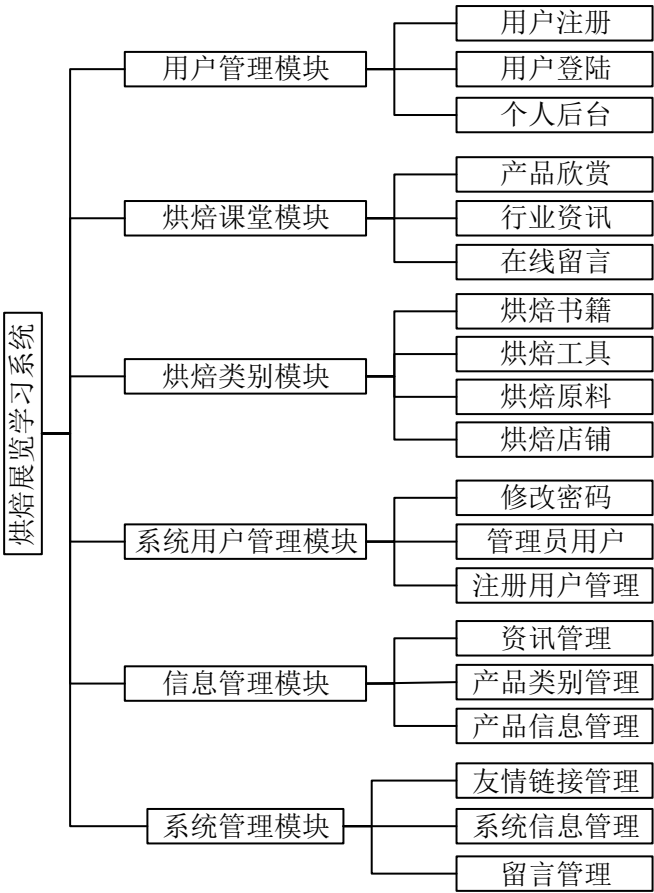 烘焙展览学习系统
用户管理模块
用户注册
用户登陆
个人后台
烘焙课堂模块
产品欣赏
行业资讯
在线留言
烘焙类别模块
烘焙书籍
烘焙工具
烘焙原料
烘焙店铺
系统用户管理模块
修改密码
管理员用户
注册用户管理
信息管理模块
资讯管理
产品类别管理
产品信息管理
系统管理模块
友情链接管理
系统信息管理
留言管理